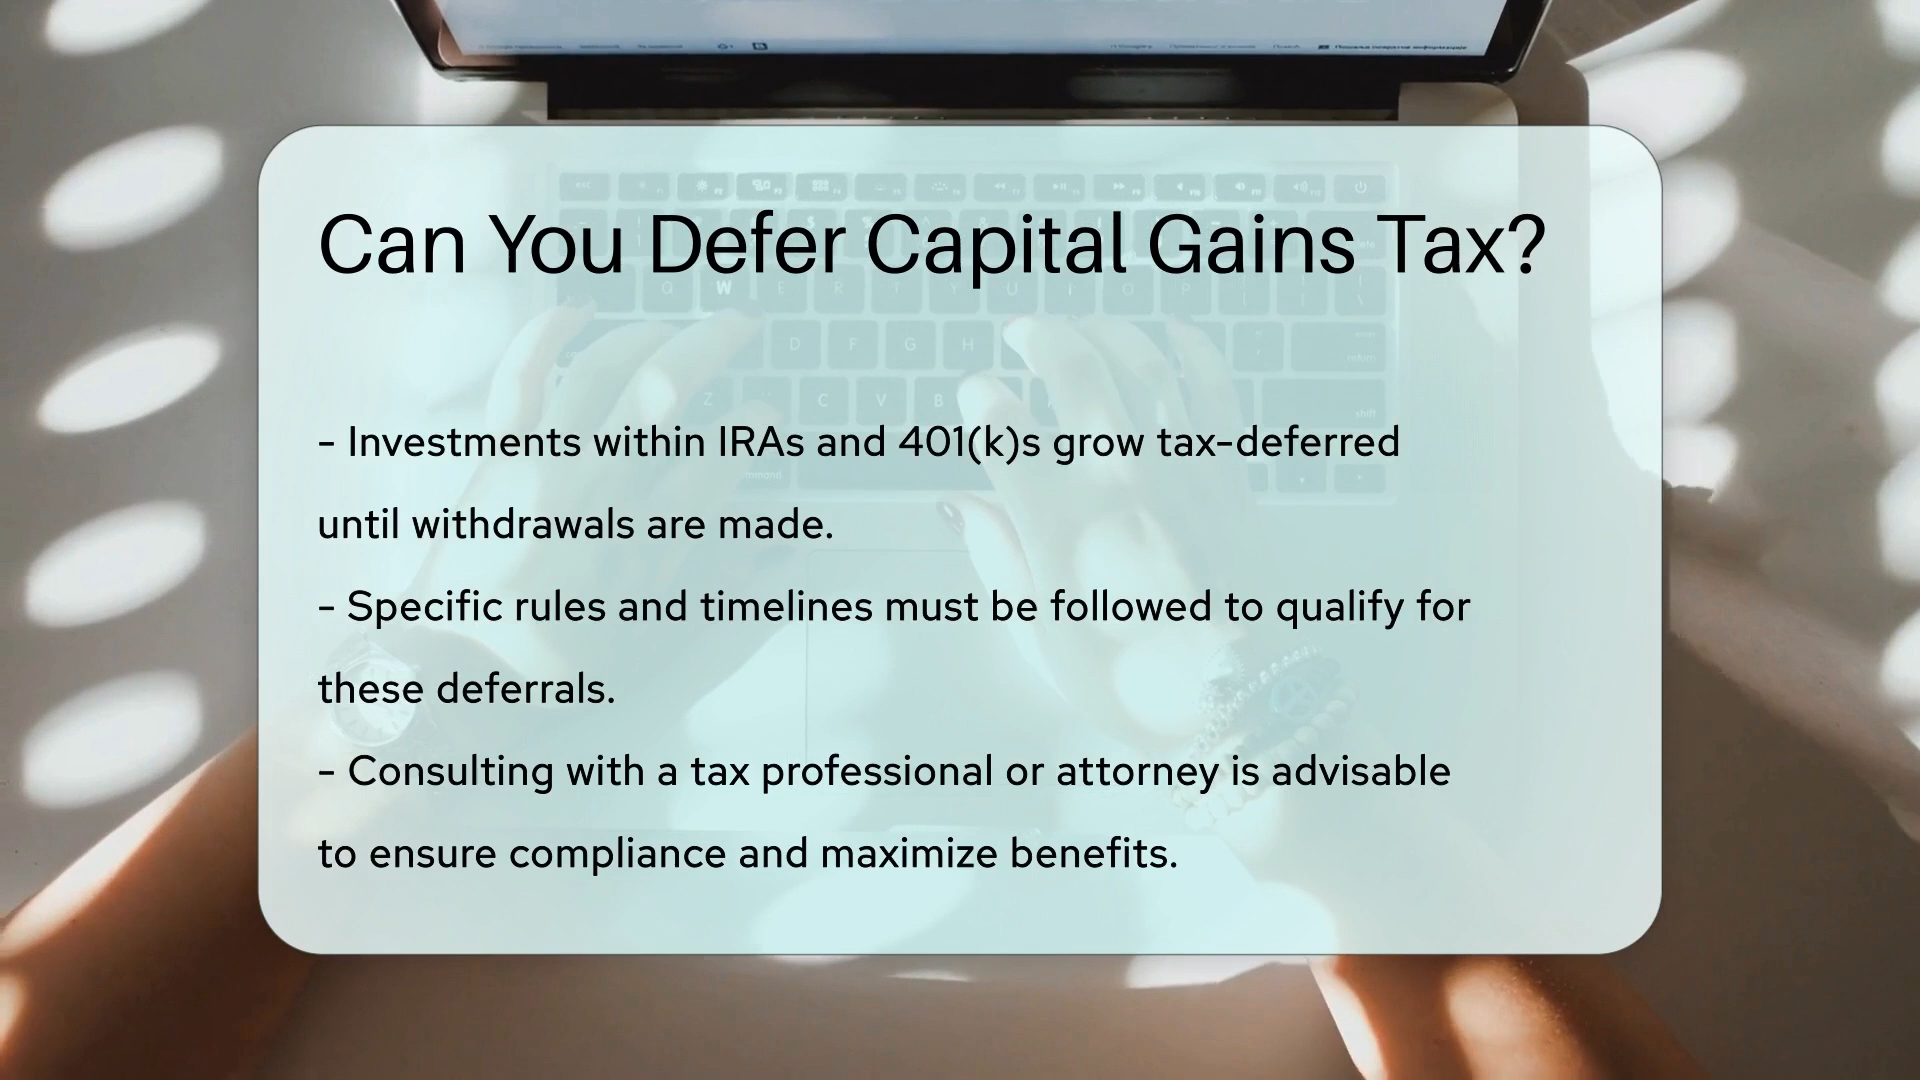 Can You Defer Capital Gains Tax?
- Investments within IRAs and 401(k)s grow tax-deferred
until withdrawals are made.
- Specific rules and timelines must be followed to qualify for
these deferrals.
- Consulting with a tax professional or attorney is advisable
to ensure compliance and maximize benefits.